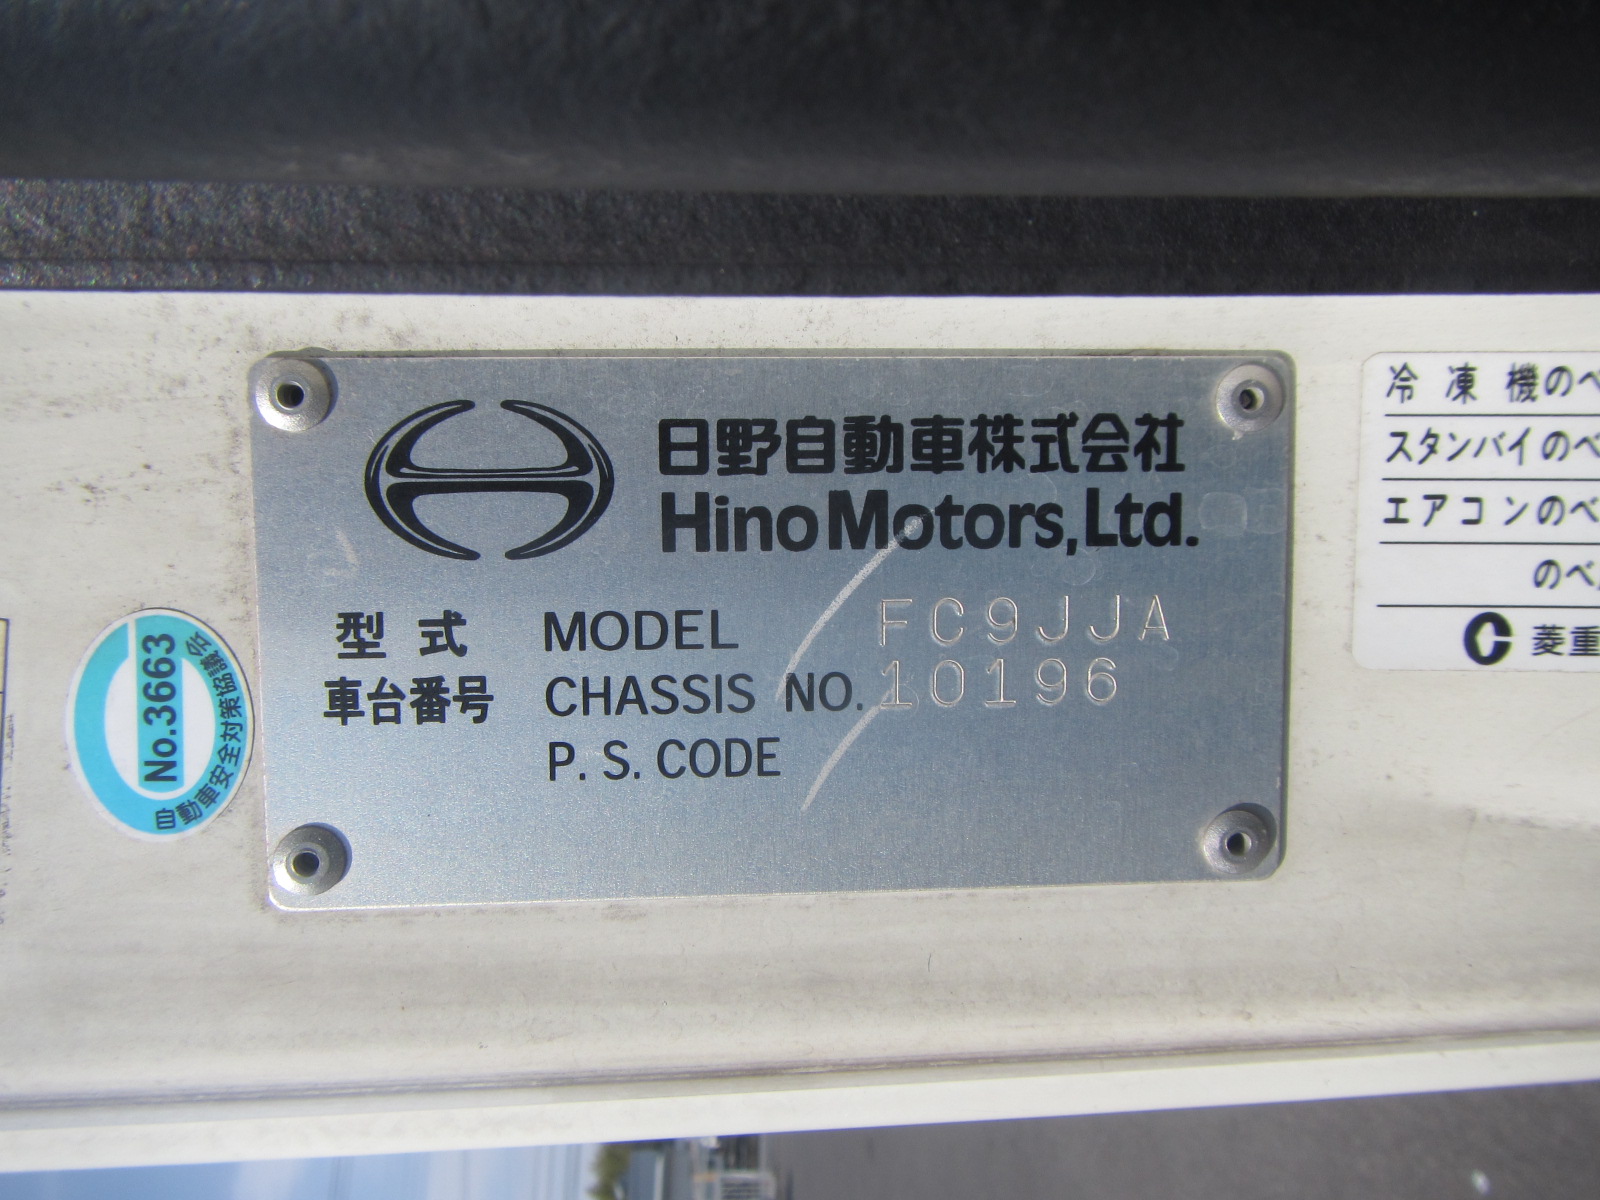 日野自動車株式会社
Hino Motors, Ltd.
型式 MODEL FC9JJA
車台番号 CHASSIS NO. 10196
P. S. CODE
No.3663
自動車安全対策協議会
冷凍機のベ
スタンバイのベ
エアコンのベ
のベ
菱重